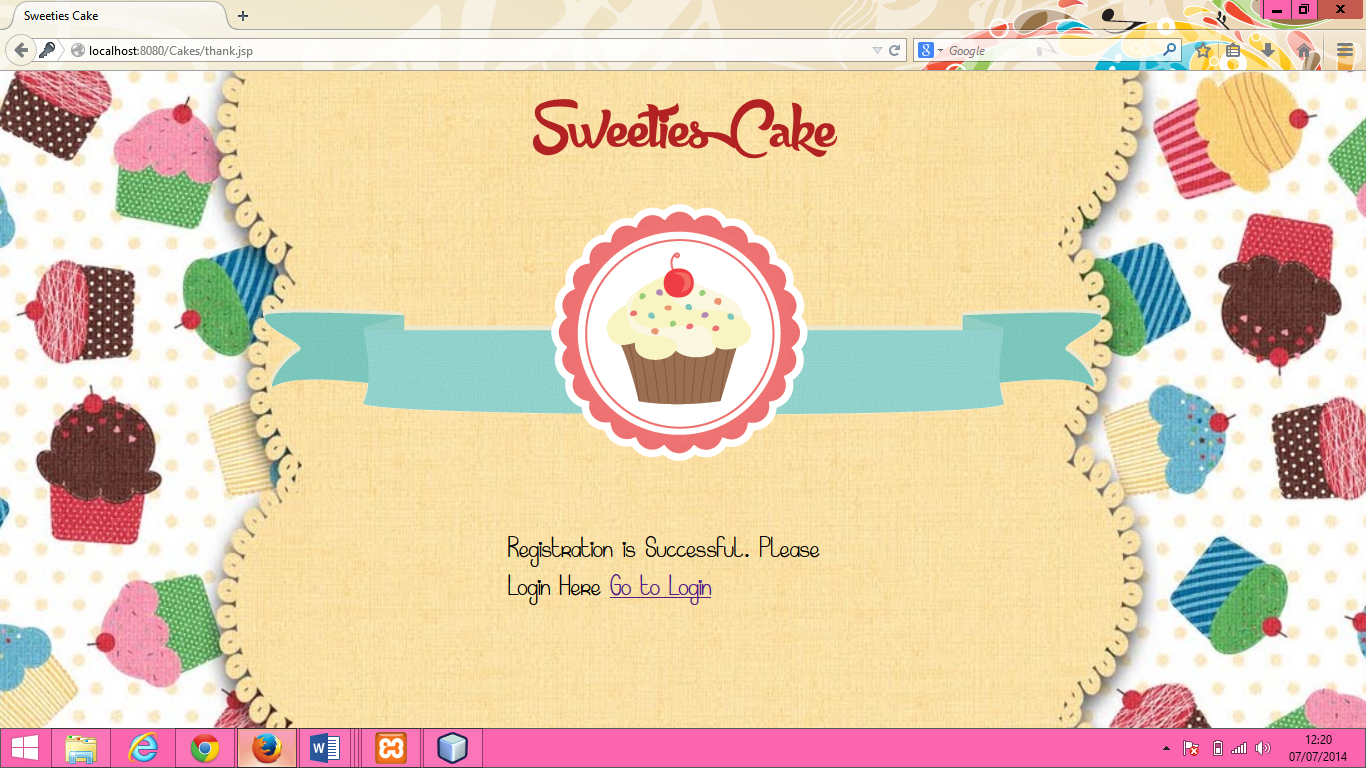 Sweeties Cake
localhost:8080/Cakes/thank.jsp
Google
Sweeties Cake
Registration is Successful. Please
Login Here Go to Login
12:20
07/07/2014